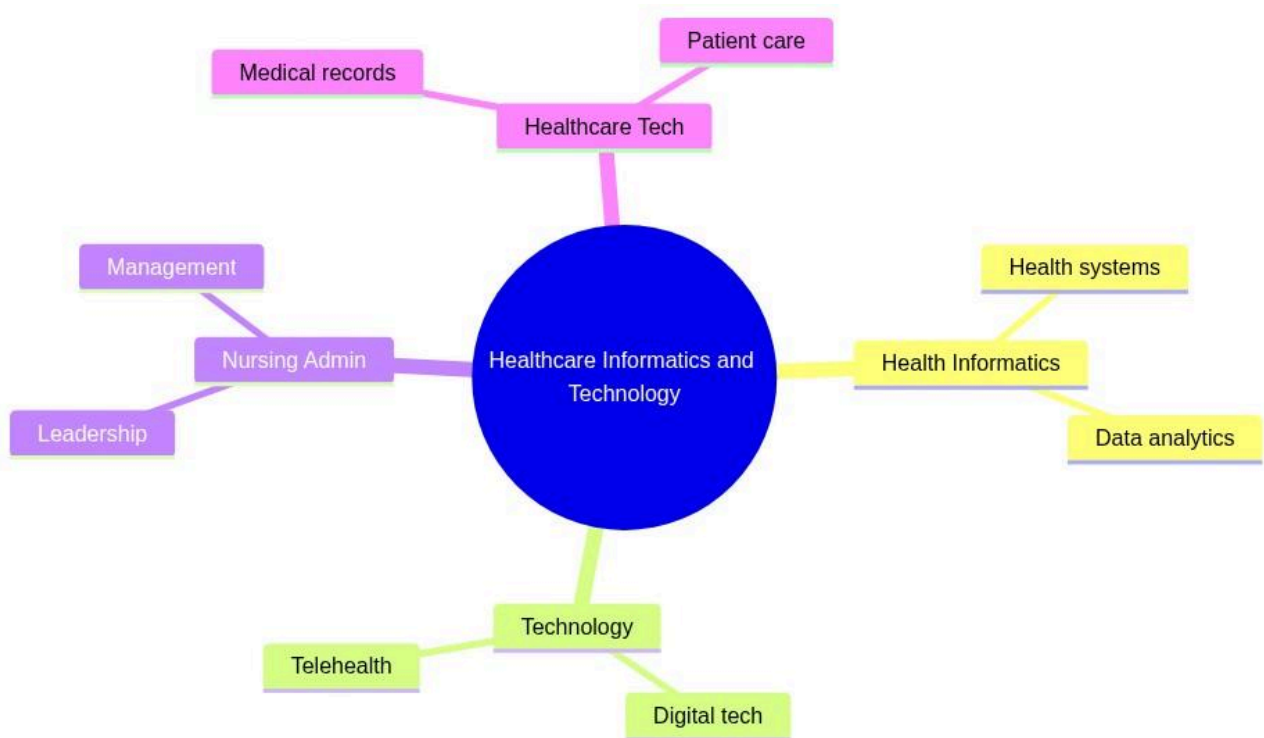 Patient care
Medical records
Healthcare Tech
Management
Health systems
Nursing Admin
Healthcare Informatics and
Technology
Health Informatics
Leadership
Data analytics
Technology
Telehealth
Digital tech